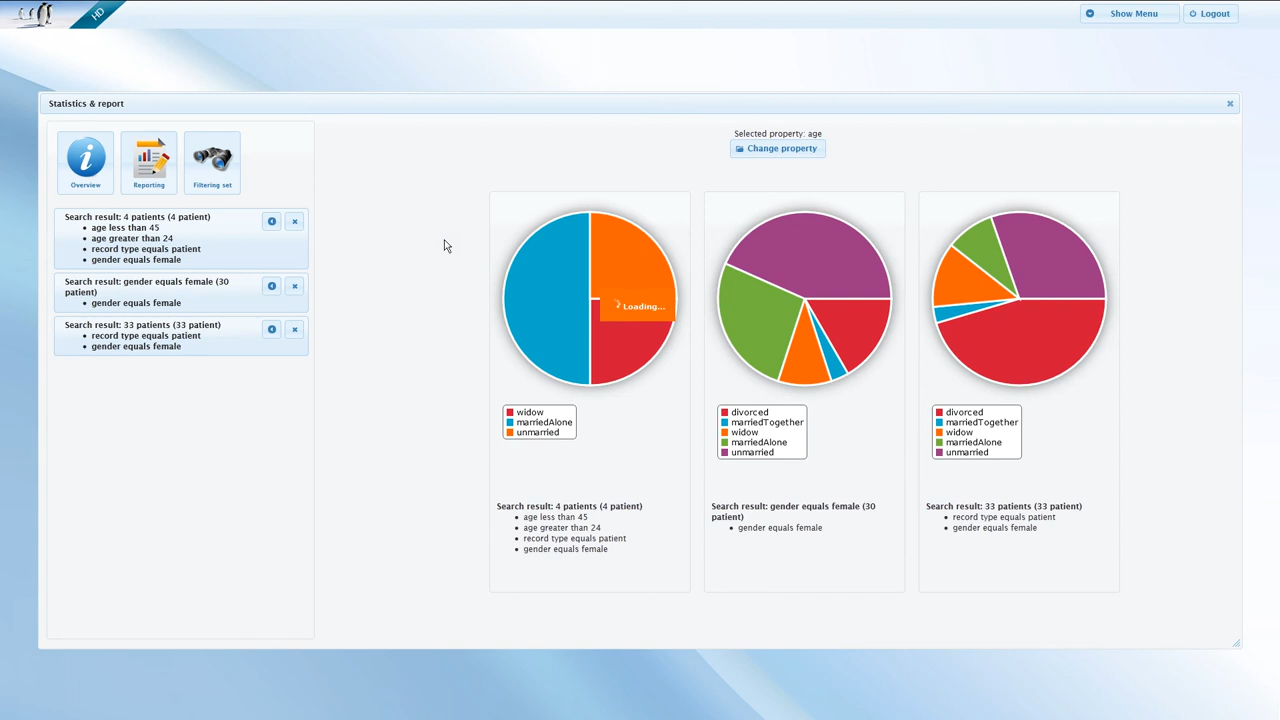 HD
Show Menu
Logout
Statistics & report
Overview
Reporting
Filtering set
Search result: 4 patients (4 patient)
age less than 45
age greater than 24
record type equals patient
gender equals female
Search result: gender equals female (30
patient)
gender equals female
Search result: 33 patients (33 patient)
record type equals patient
gender equals female
Selected property: age
Change property
Loading...
widow
marriedAlone
unmarried
Search result: 4 patients (4 patient)
age less than 45
age greater than 24
record type equals patient
gender equals female
divorced
marriedTogether
widow
marriedAlone
unmarried
Search result: gender equals female (30
patient)
gender equals female
divorced
marriedTogether
widow
marriedAlone
unmarried
Search result: 33 patients (33 patient)
record type equals patient
gender equals female